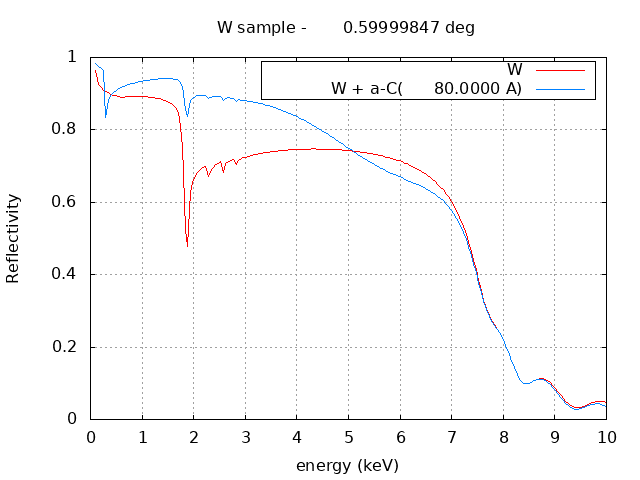 W sample - 0.59999847 deg
W
W + a-C( 80.0000 A)
Reflectivity
1
0.8
0.6
0.4
0.2
0
0 1 2 3 4 5 6 7 8 9 10
energy (keV)